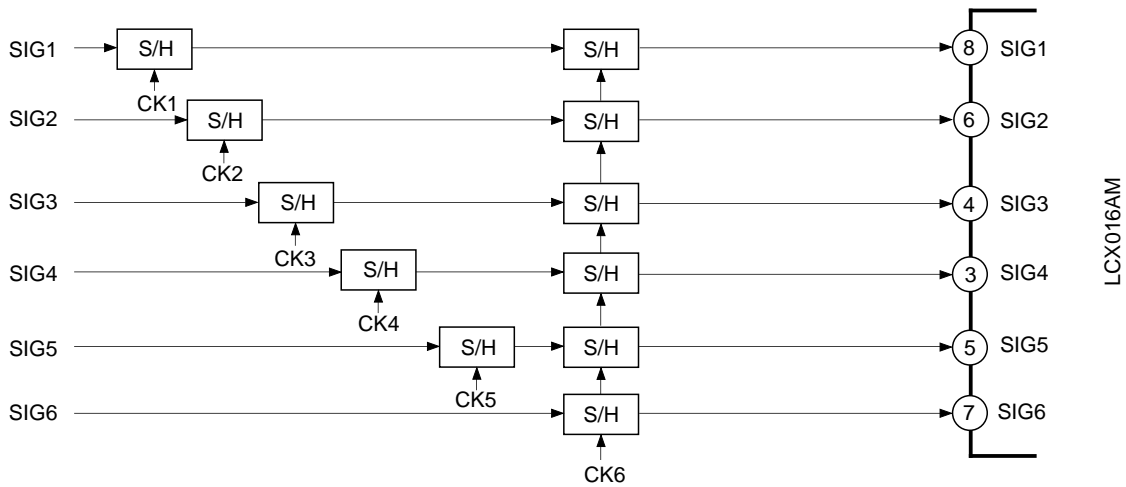 SIG1 S/H S/H 8 SIG1
CK1
SIG2 S/H S/H 6 SIG2
CK2
SIG3 S/H S/H 4 SIG3
CK3
SIG4 S/H S/H 3 SIG4
CK4
SIG5 S/H S/H 5 SIG5
CK5
SIG6 S/H 7 SIG6
CK6
LCX016AM